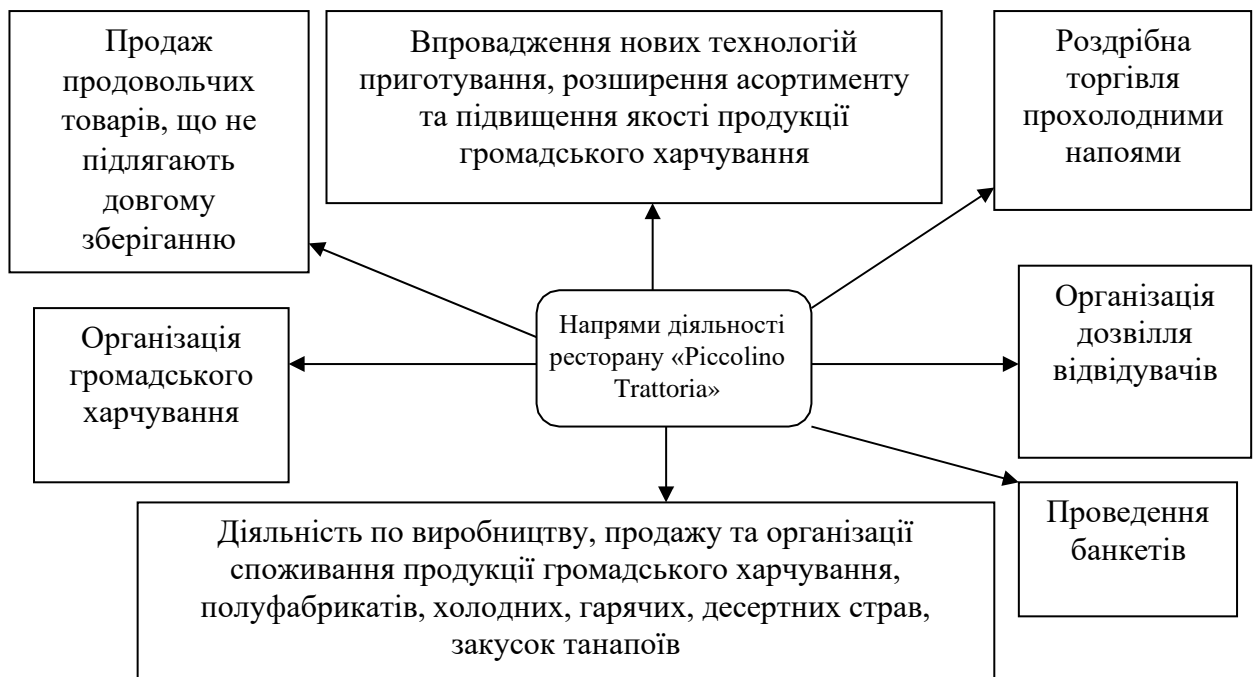 Продаж
продовольчих
товарів, що не
підлягають
довгому
зберіганню
Впровадження нових технологій
приготування, розширення асортименту
та підвищення якості продукції
громадського харчування
Роздрібна
торгівля
прохолодними
напоями
Організація
громадського
харчування
Напрями діяльності
ресторану «Piccolino
Trattoria»
Організація
дозвілля
відвідувачів
Діяльність по виробництву, продажу та організації
споживання продукції громадського харчування,
полуфабрикатів, холодних, гарячих, десертних страв,
закусок танапоїв
Проведення
банкетів